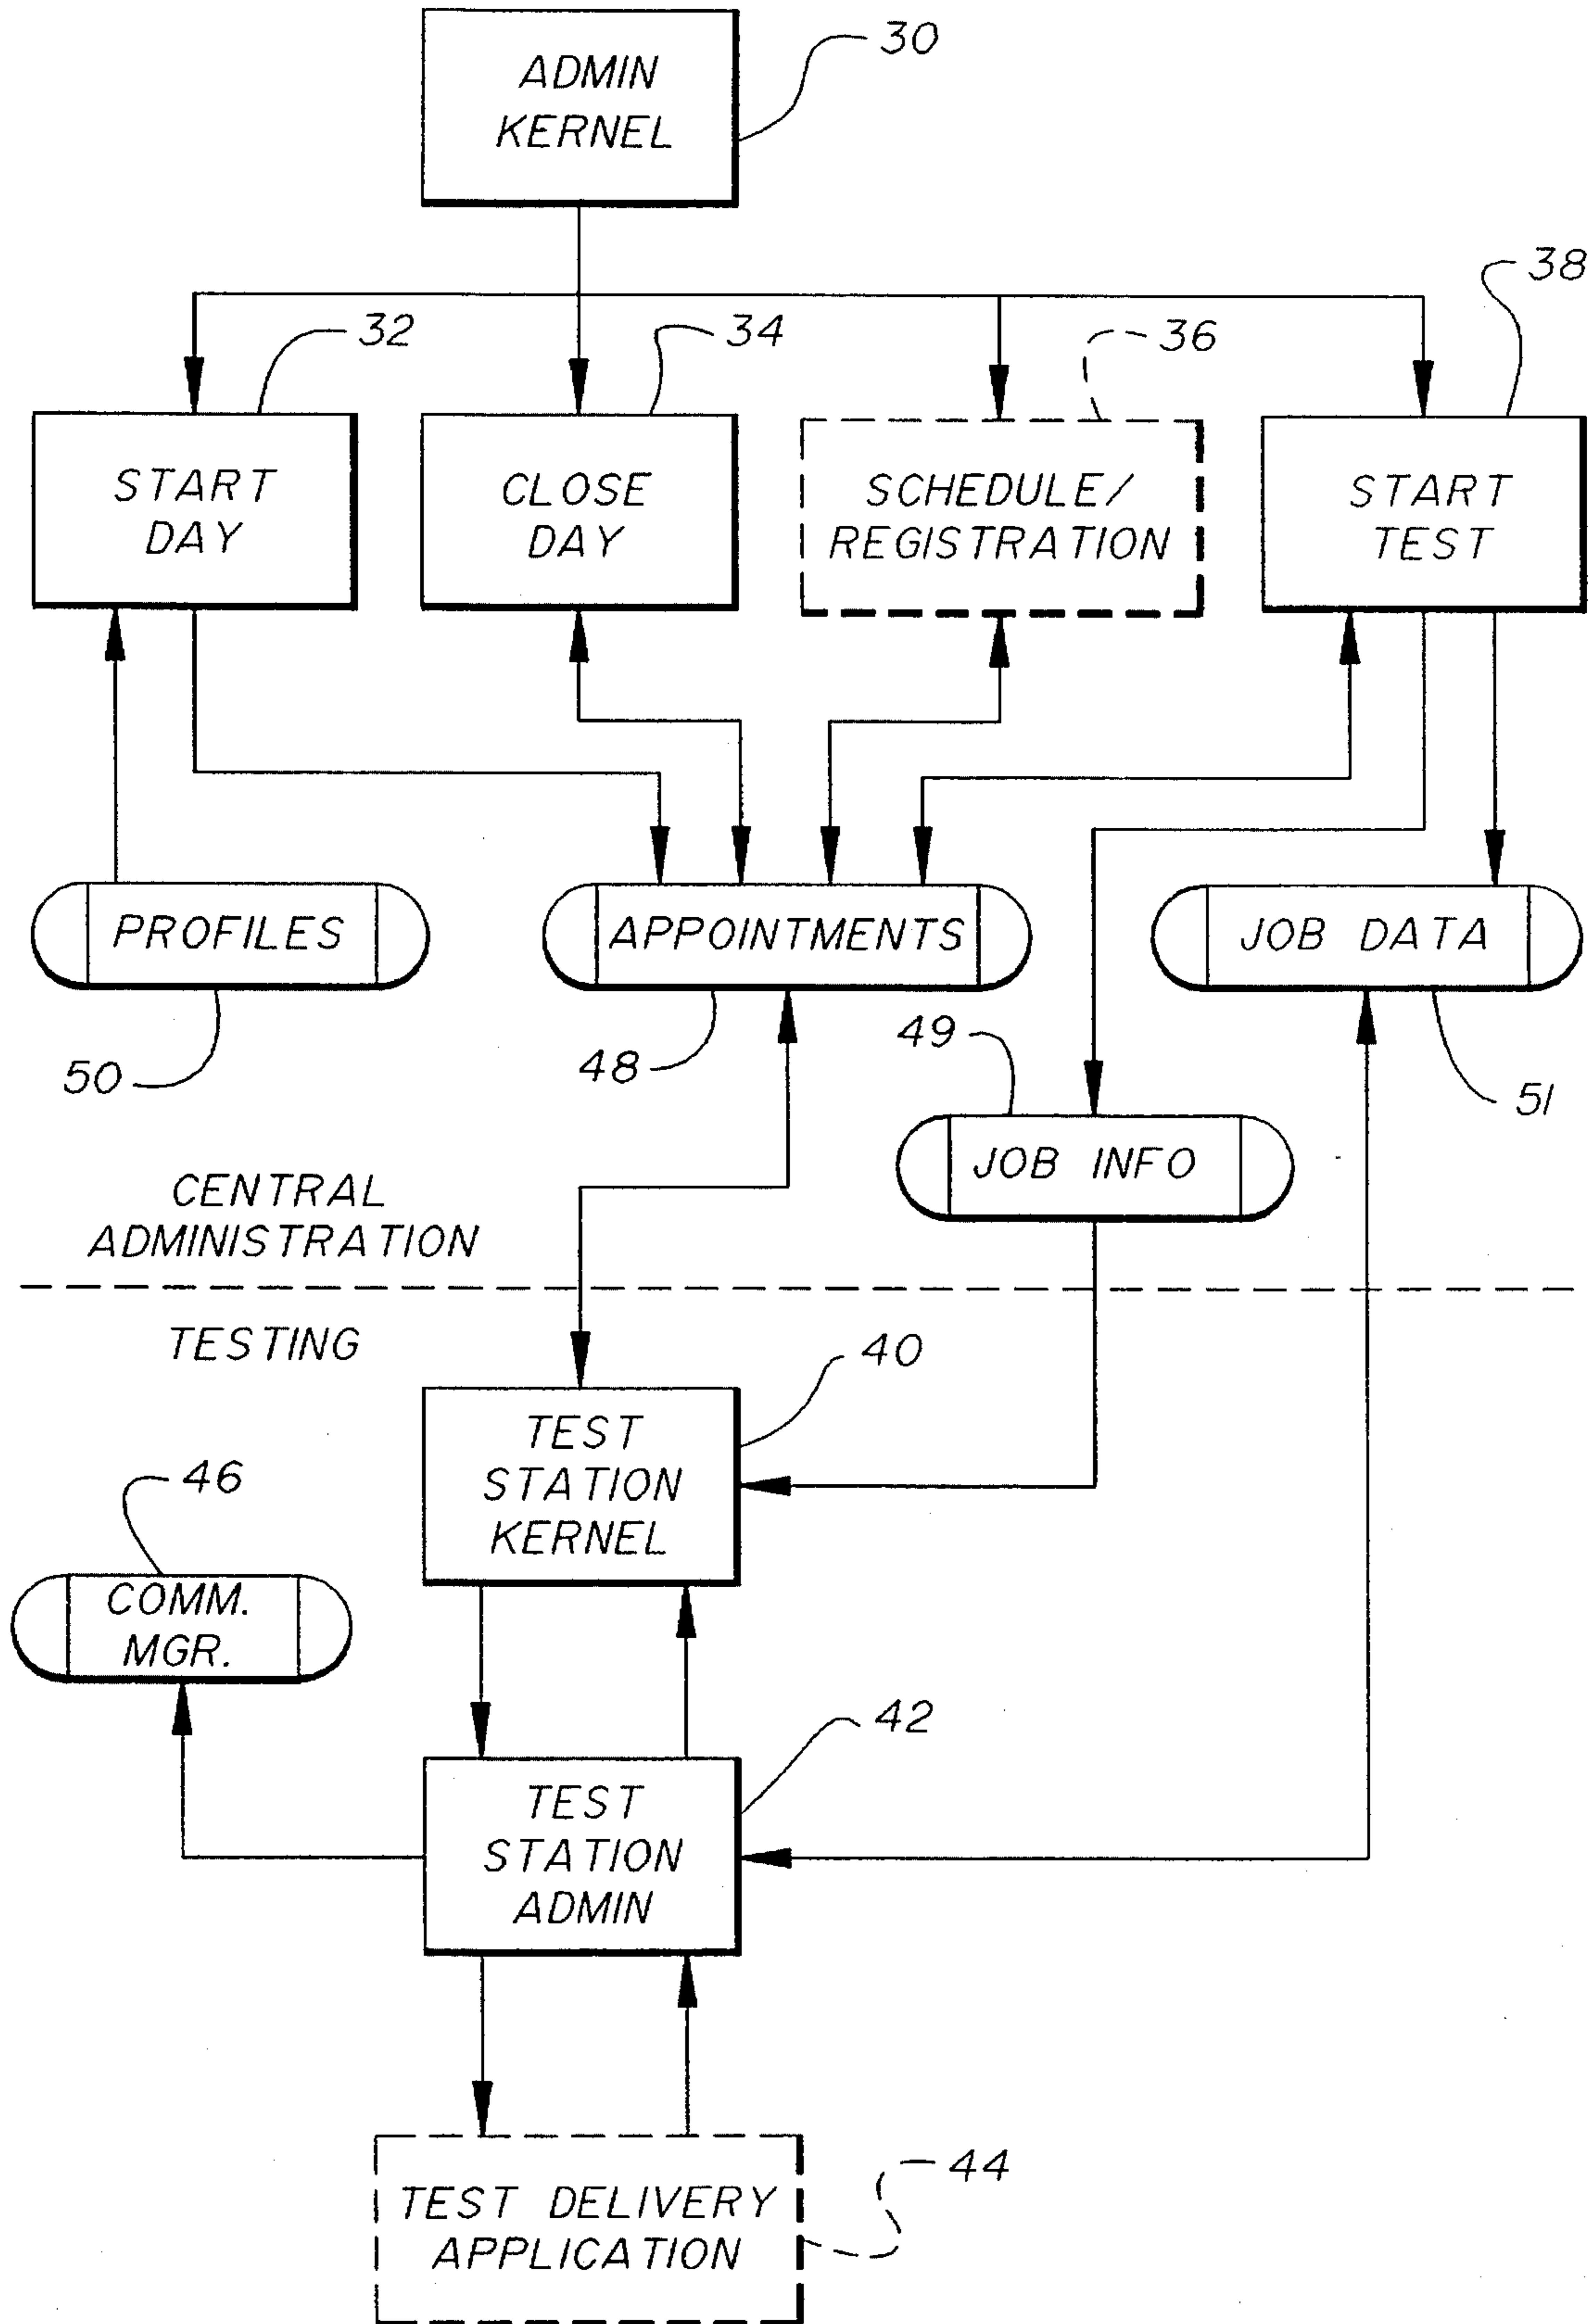 ADMIN
KERNEL
30
32
34
36
38
START
DAY
CLOSE
DAY
SCHEDULE/
REGISTRATION
START
TEST
PROFILES
APPOINTMENTS
JOB DATA
50
48
49
51
JOB INFO
CENTRAL
ADMINISTRATION
TESTING
40
TEST
STATION
KERNEL
46
COMM.
MGR.
42
TEST
STATION
ADMIN
44
TEST DELIVERY
APPLICATION